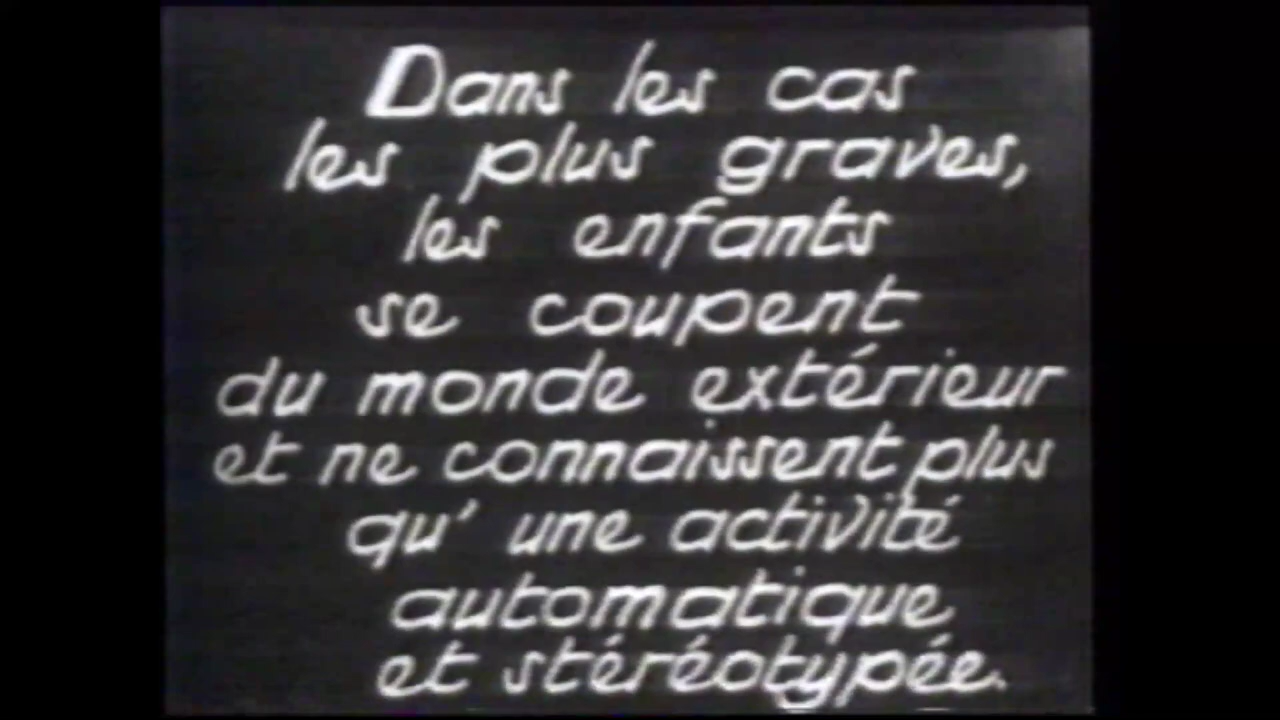 Dans les cas
les plus graves,
les enfants
se coupent
du monde extérieur
et ne connaissent plus
qu' une activité
automatique
et stéréotypée.